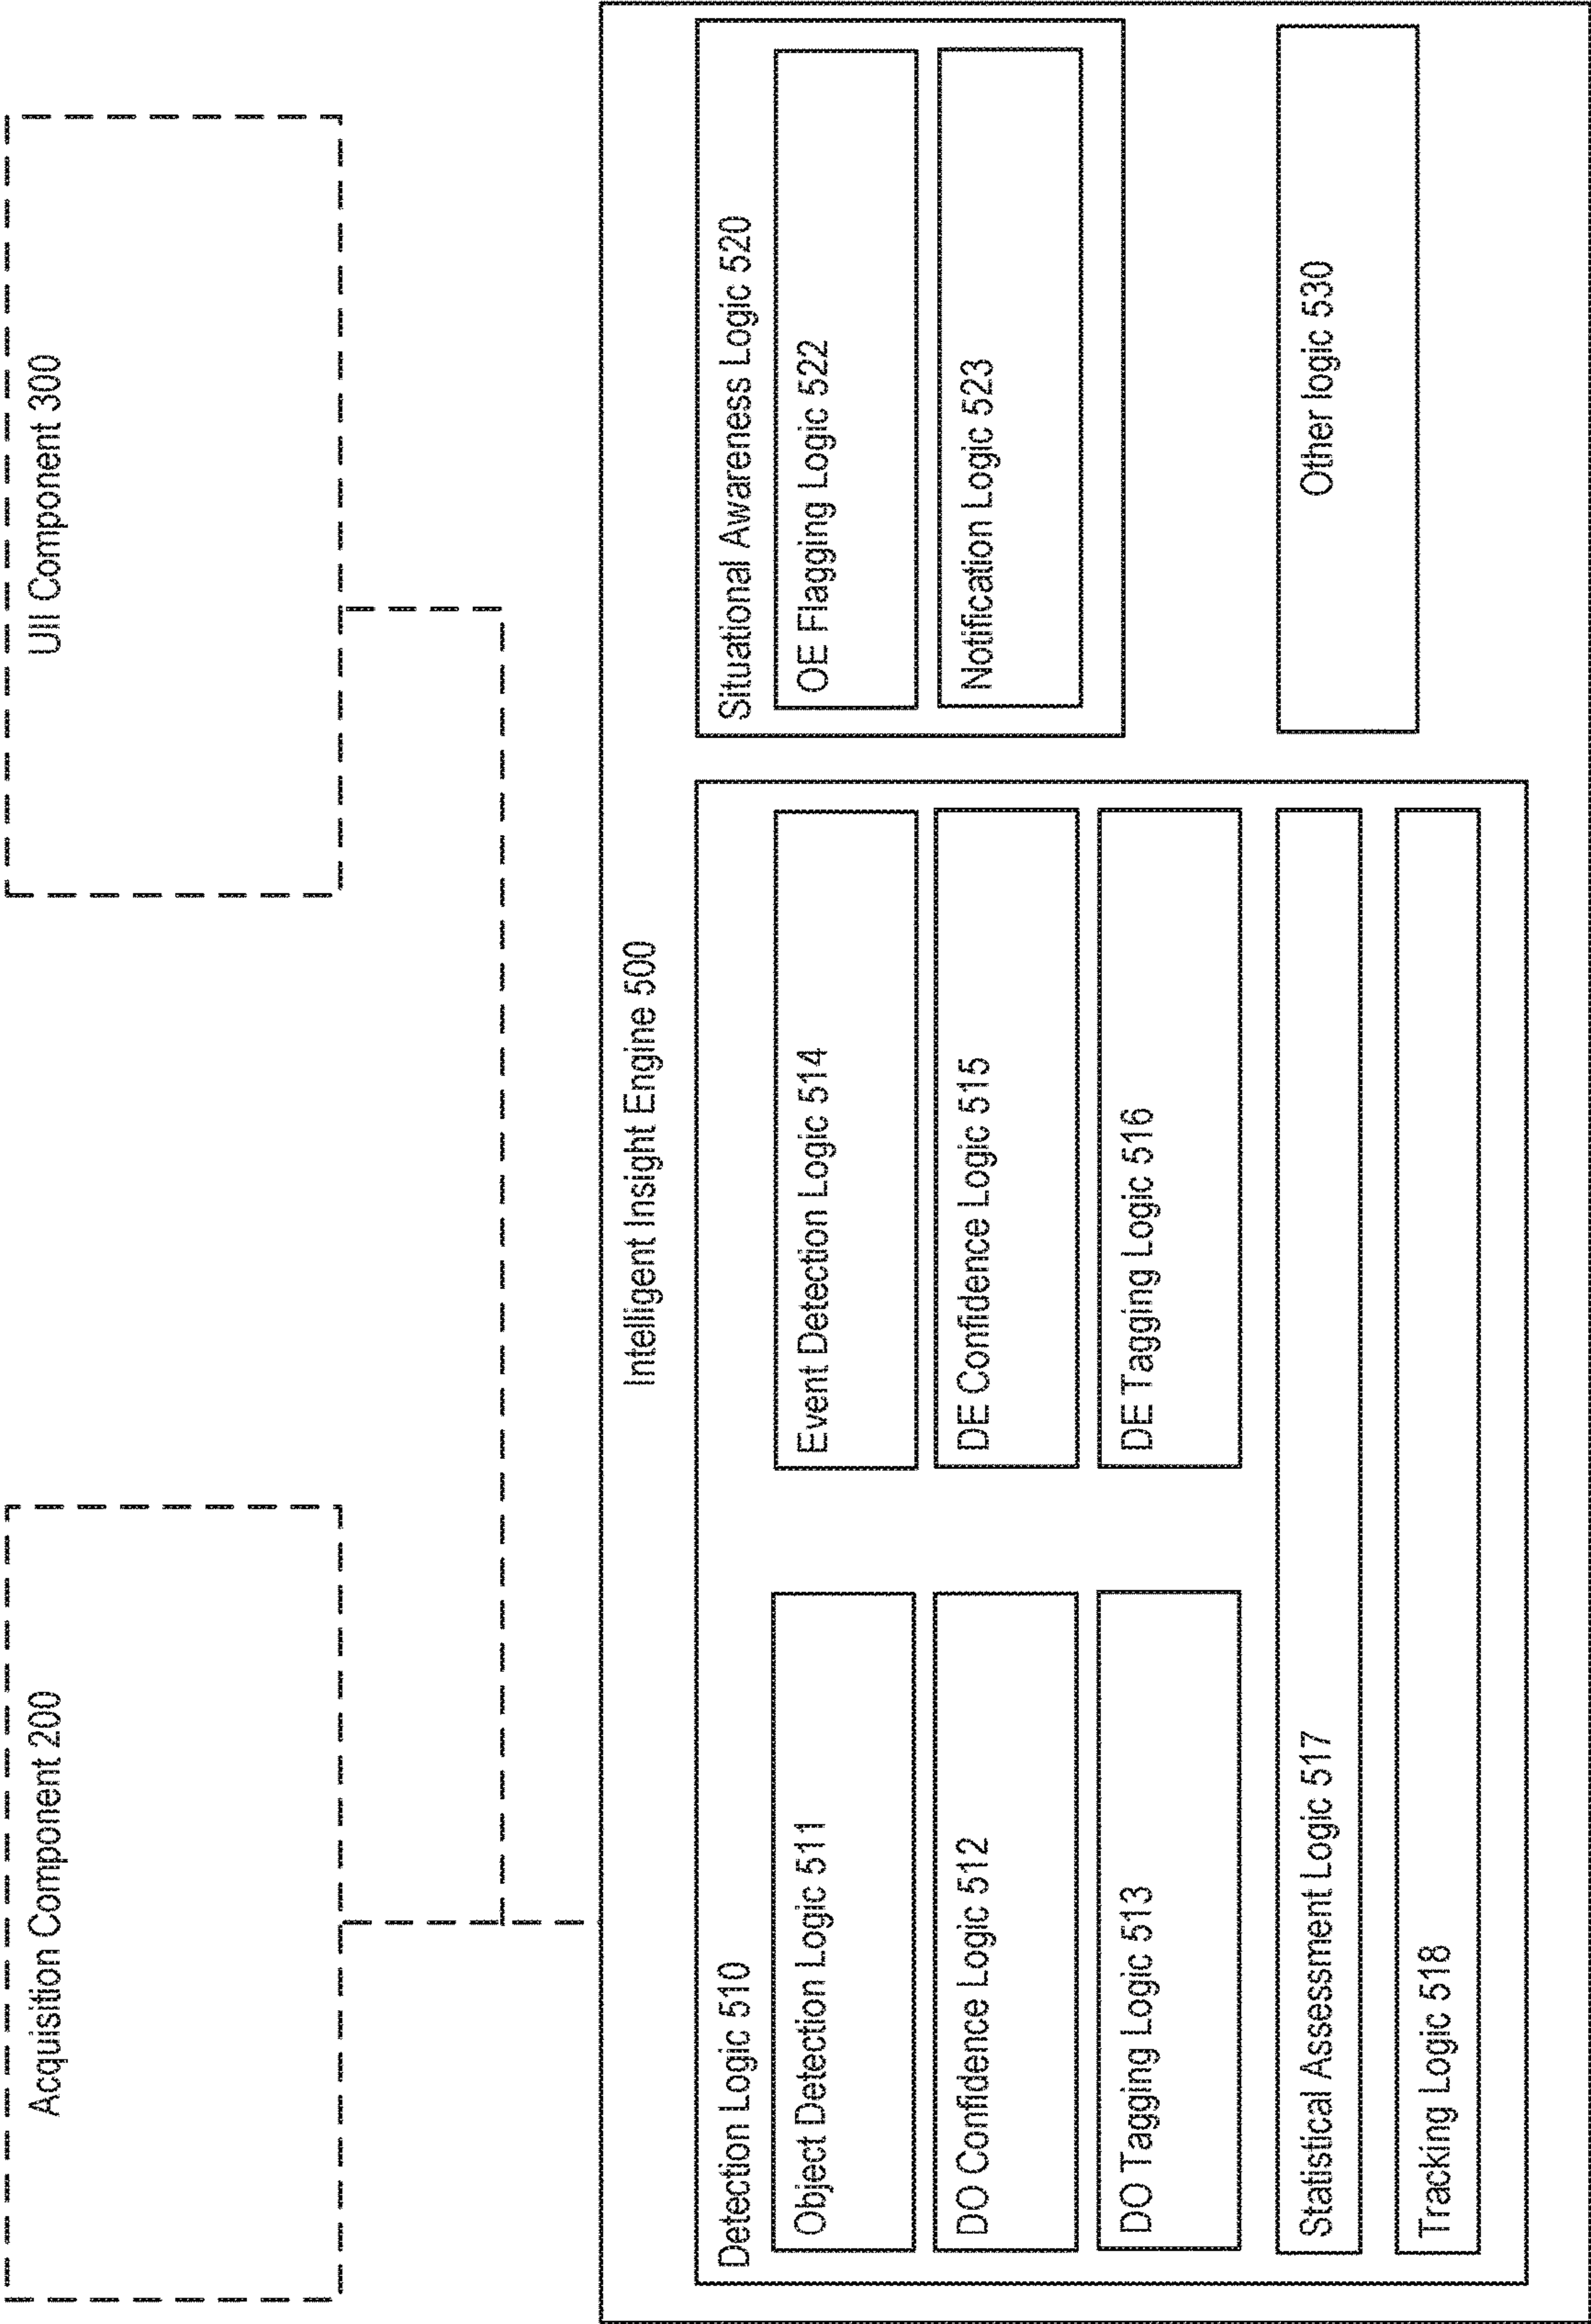 Acquisition Component 200
UII Component 300
Intelligent Insight Engine 500
Detection Logic 510
Object Detection Logic 511
DO Confidence Logic 512
DO Tagging Logic 513
Event Detection Logic 514
DE Confidence Logic 515
DE Tagging Logic 516
Statistical Assessment Logic 517
Tracking Logic 518
Situational Awareness Logic 520
OE Flagging Logic 522
Notification Logic 523
Other logic 530